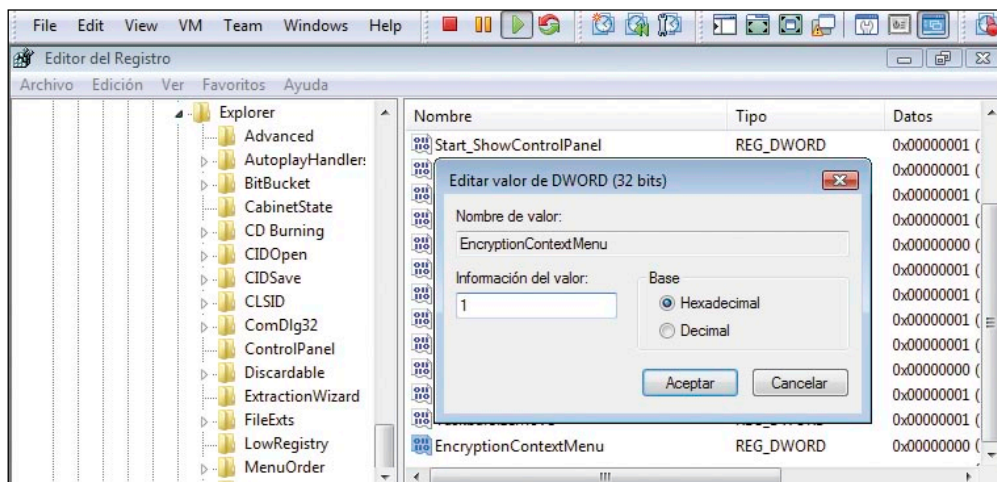 File Edit View VM Team Windows Help
Editor del Registro
Archivo Edición Ver Favoritos Ayuda
Explorer
Advanced
AutoplayHandlers
BitBucket
CabinetState
CD Burning
CIDOpen
CIDSave
CLSID
ComDlg32
ControlPanel
Discardable
ExtractionWizard
FileExts
LowRegistry
MenuOrder
Nombre Tipo Datos
Start_ShowControlPanel REG_DWORD 0x00000001 (
0x00000001 (
0x00000001 (
0x00000001 (
0x00000000 (
0x00000001 (
0x00000001 (
0x00000001 (
0x00000001 (
0x00000000 (
0x00000001 (
0x00000001 (
EncryptionContextMenu REG_DWORD 0x00000000 (
Editar valor de DWORD (32 bits)
Nombre de valor:
EncryptionContextMenu
Información del valor:
1
Base
Hexadecimal
Decimal
Aceptar Cancelar